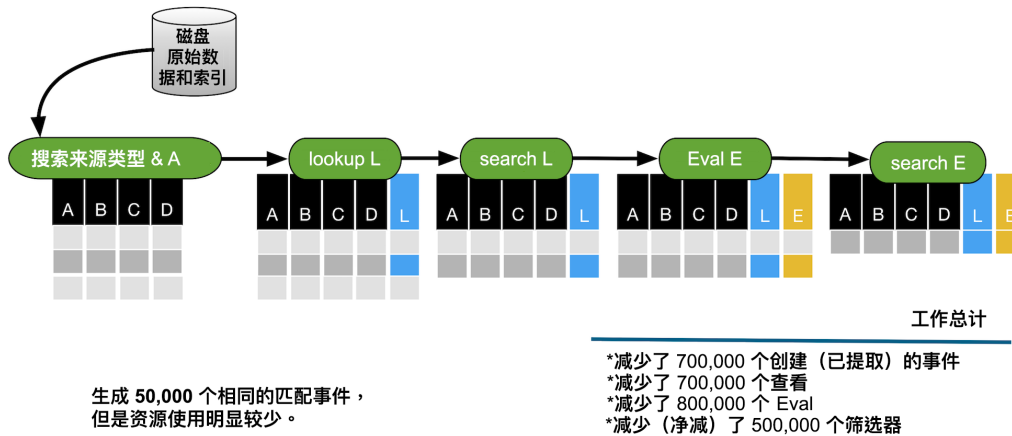 磁盘
原始数
据和索引
搜索来源类型 & A
lookup L
search L
Eval E
search E
A B C D
A B C D L
A B C D L
A B C D L E
A B C D L E
工作总计
*减少了 700,000 个创建（已提取）的事件
*减少了 700,000 个查看
*减少了 800,000 个 Eval
*减少（净减）了 500,000 个筛选器
生成 50,000 个相同的匹配事件，
但是资源使用明显较少。